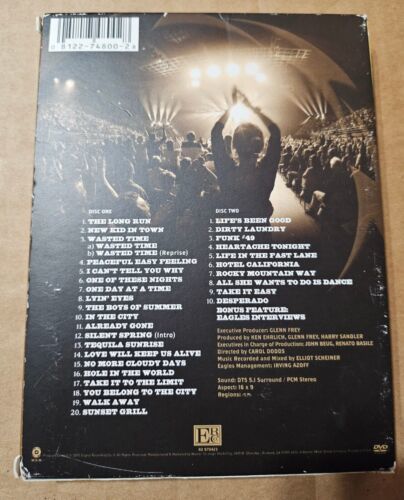 0 81227 4800 2 8
DISC ONE
1. THE LONG RUN
2. NEW KID IN TOWN
3. WASTED TIME
a) WASTED TIME
b) WASTED TIME (Reprise)
4. PEACEFUL EASY FEELING
5. I CAN'T TELL YOU WHY
6. ONE OF THESE NIGHTS
7. ONE DAY AT A TIME
8. LYIN' EYES
9. THE BOYS OF SUMMER
10. IN THE CITY
11. ALREADY GONE
12. SILENT SPRING (Intro)
13. TEQUILA SUNRISE
14. LOVE WILL KEEP US ALIVE
15. NO MORE CLOUDY DAYS
16. HOLE IN THE WORLD
17. TAKE IT TO THE LIMIT
18. YOU BELONG TO THE CITY
19. WALK AWAY
20. SUNSET GRILL
DISC TWO
1. LIFE'S BEEN GOOD
2. DIRTY LAUNDRY
3. FUNK #49
4. HEARTACHE TONIGHT
5. LIFE IN THE FAST LANE
6. HOTEL CALIFORNIA
7. ROCKY MOUNTAIN WAY
8. ALL SHE WANTS TO DO IS DANCE
9. TAKE IT EASY
10. DESPERADO
BONUS FEATURE:
EAGLES INTERVIEWS
Executive Producer: GLENN FREY
Produced by KEN EHRLICH, GLENN FREY, HARRY SANDLER
Executives in Charge of Production: JOHN BEUG, RENATO BASILE
Directed by CAROL DODDS
Music Recorded and Mixed by ELLIOT SCHEINER
Eagles Management: IRVING AZOFF
Sound: DTS 5.1 Surround / PCM Stereo
Aspect: 16 x 9
Regions:
ERC
R2 970423
DVD